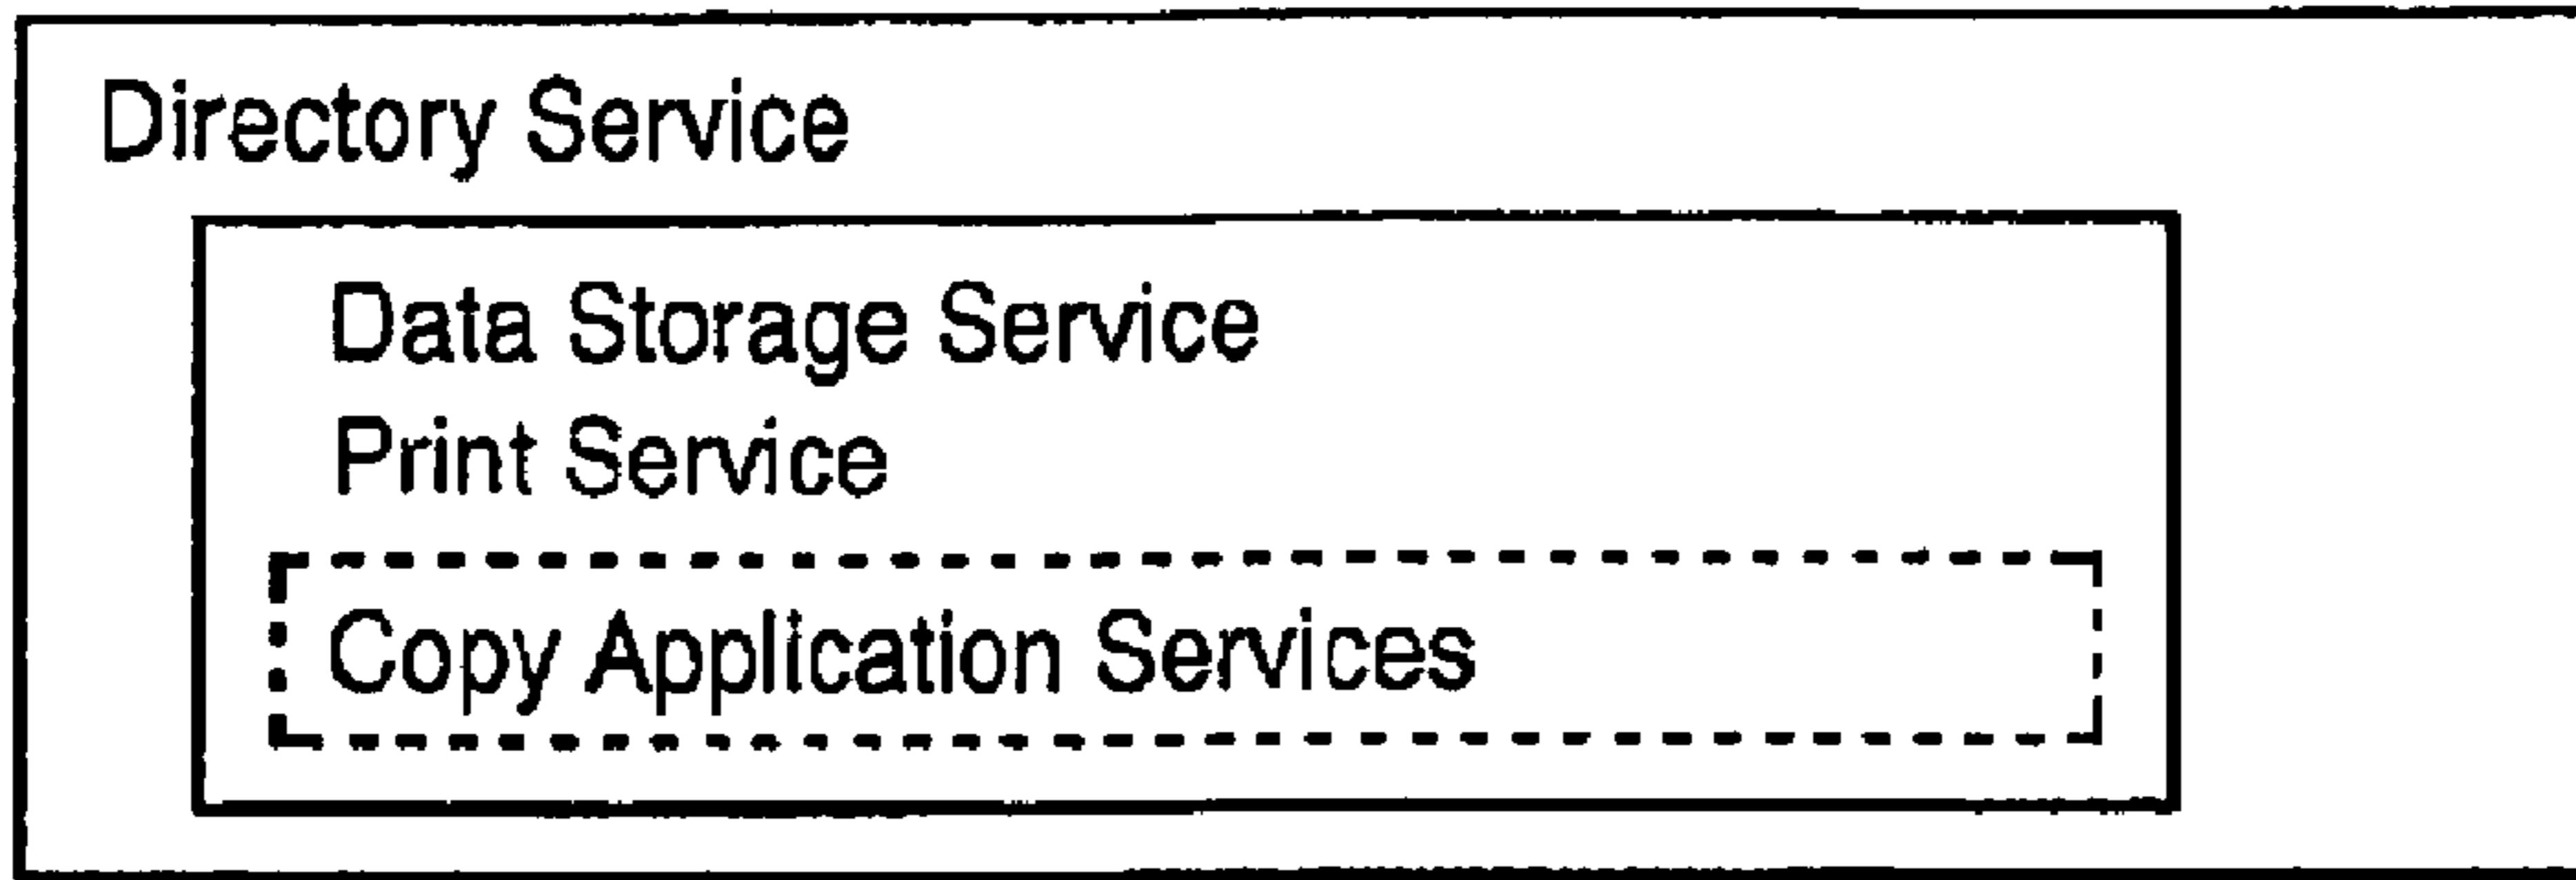 Directory Service
Data Storage Service
Print Service
Copy Application Services